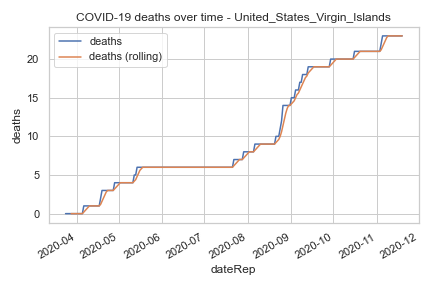 COVID-19 deaths over time - United_States_Virgin_Islands
deaths
deaths (rolling)
20
15
10
5
0
deaths
2020-04
2020-05
2020-06
2020-07
2020-08
2020-09
2020-10
2020-11
2020-12
dateRep